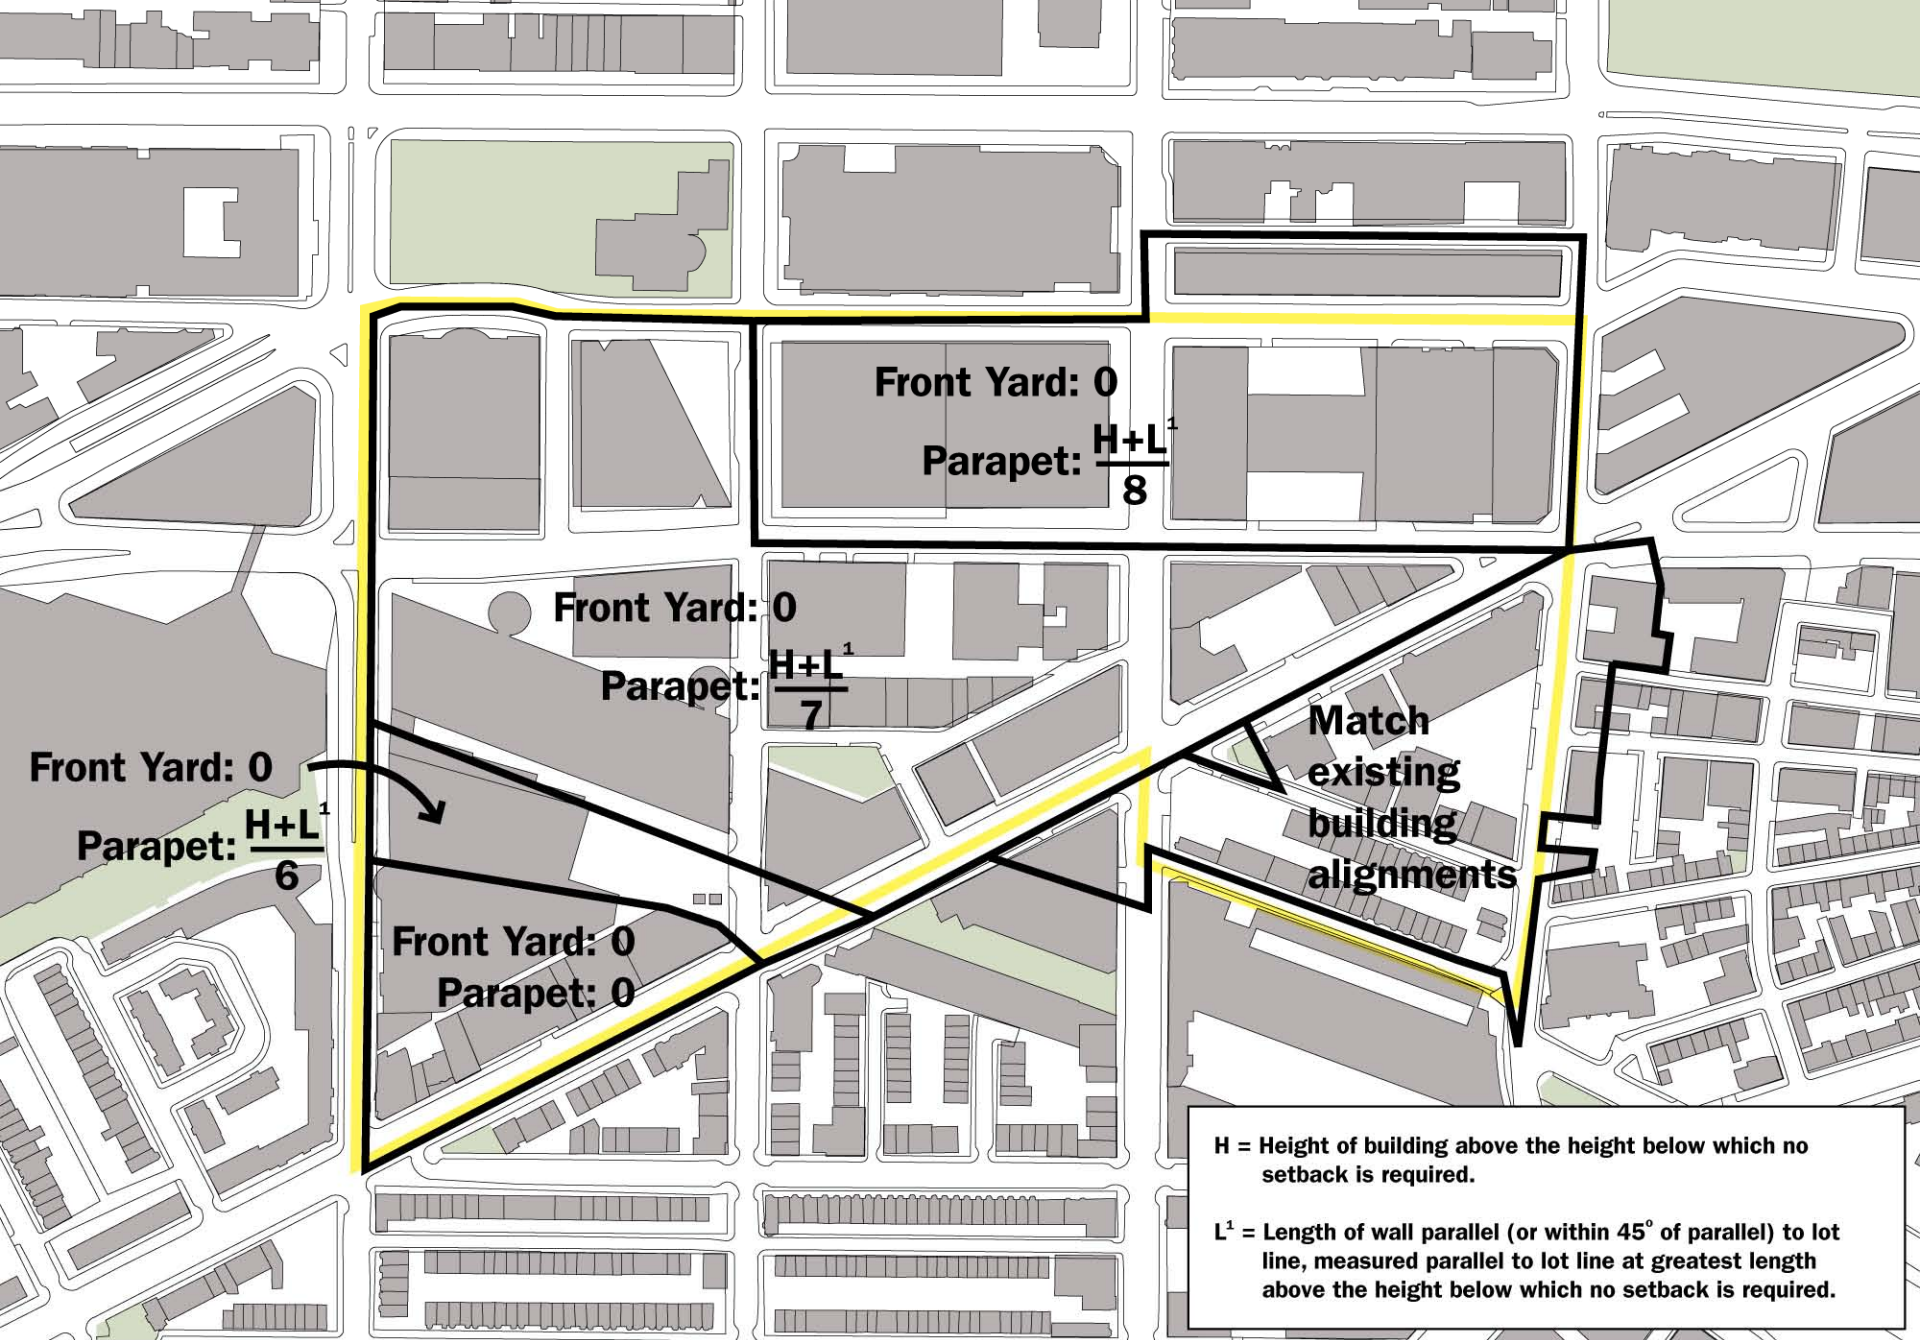 Front Yard: 0
Parapet: H+L¹
8
Front Yard: 0
Parapet: H+L¹
7
Match
existing
building
alignments
Front Yard: 0
Parapet: H+L¹
6
Front Yard: 0
Parapet: 0
H = Height of building above the height below which no
setback is required.
L¹ = Length of wall parallel (or within 45° of parallel) to lot
line, measured parallel to lot line at greatest length
above the height below which no setback is required.